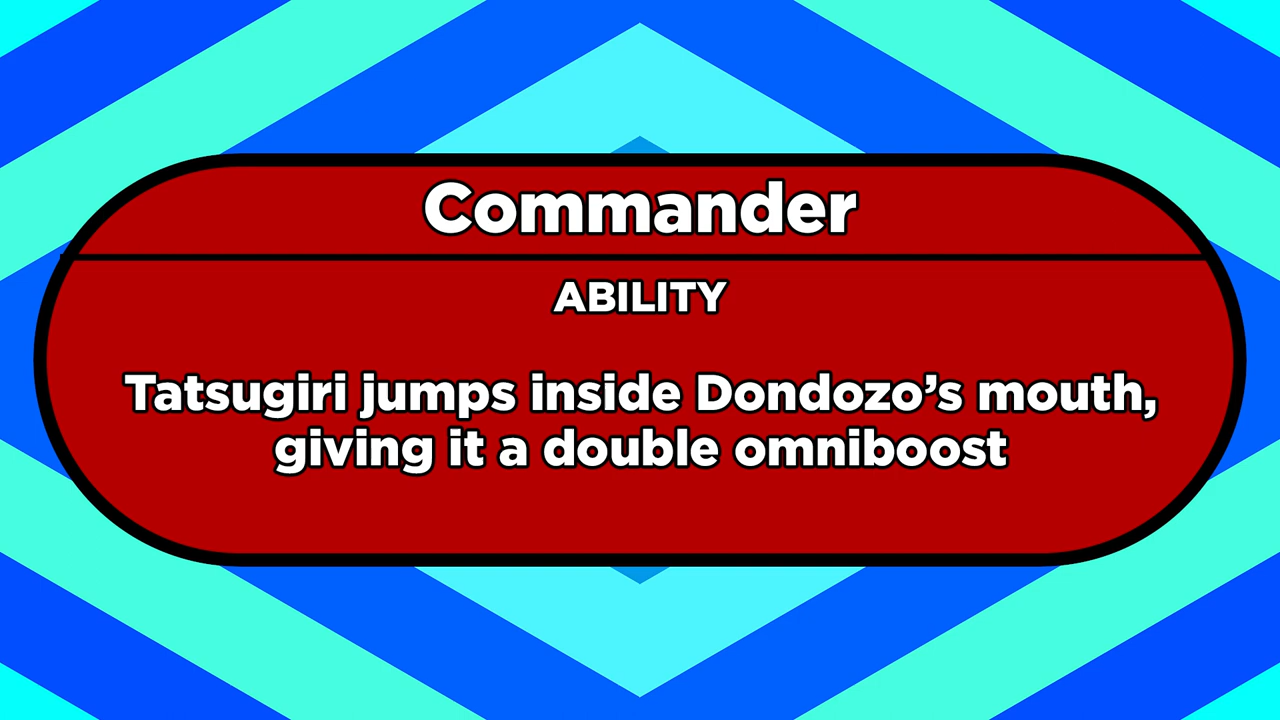 Commander
ABILITY
Tatsugiri jumps inside Dondozo’s mouth,
giving it a double omniboost